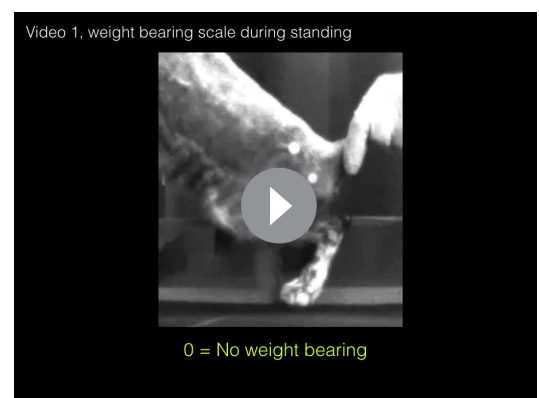 Video 1, weight bearing scale during standing
0 = No weight bearing